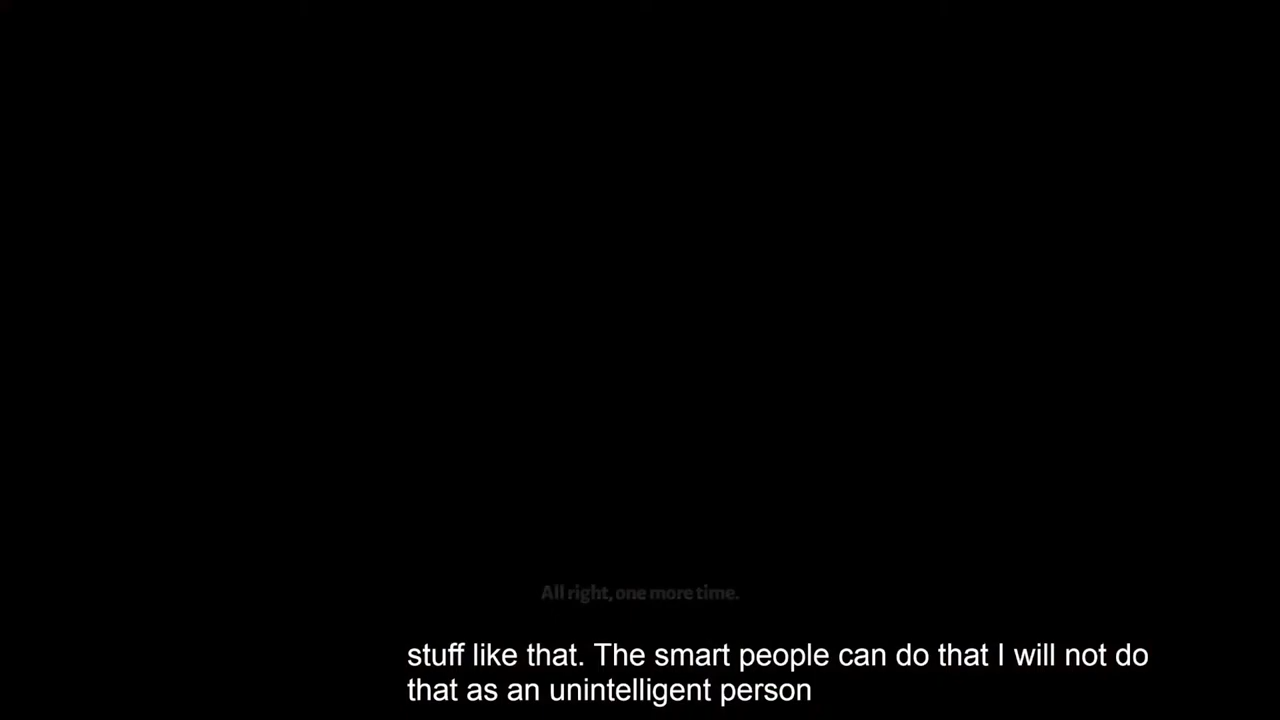 All right, one more time.
stuff like that. The smart people can do that I will not do
that as an unintelligent person